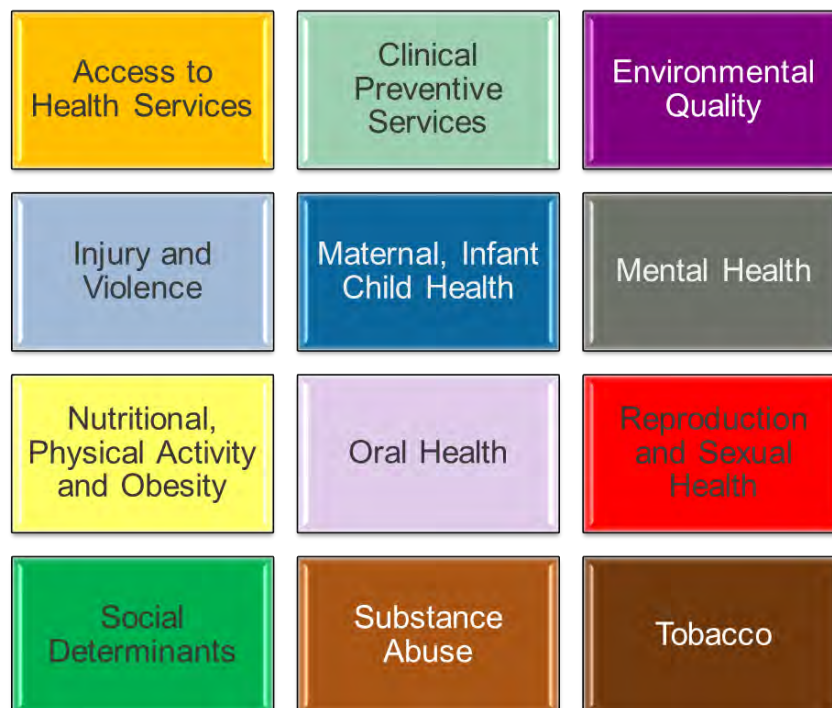 Access to
Health Services
Clinical
Preventive
Services
Environmental
Quality
Injury and
Violence
Maternal, Infant
Child Health
Mental Health
Nutritional,
Physical Activity
and Obesity
Oral Health
Reproduction
and Sexual
Health
Social
Determinants
Substance
Abuse
Tobacco